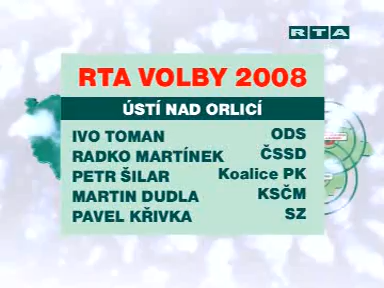 RTA
RTA VOLBY 2008
ÚSTÍ NAD ORLICÍ
IVO TOMAN ODS
RADKO MARTÍNEK ČSSD
PETR ŠILAR Koalice PK
MARTIN DUDLA KSČM
PAVEL KŘIVKA SZ